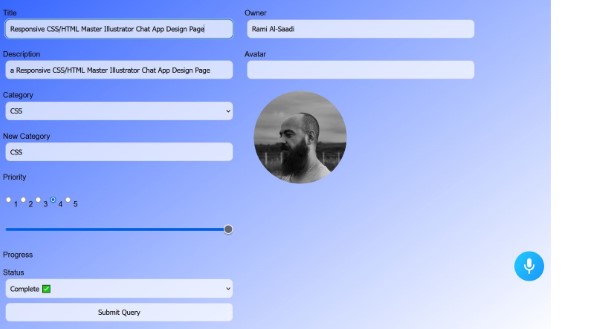 Title
Responsive CSS/HTML Master Illustrator Chat App Design Page
Description
a Responsive CSS/HTML Master Illustrator Chat App Design Page
Category
CSS
New Category
CSS
Priority
1 2 3 4 5
Progress
Status
Complete ✅
Submit Query
Owner
Rami Al-Saadi
Avatar